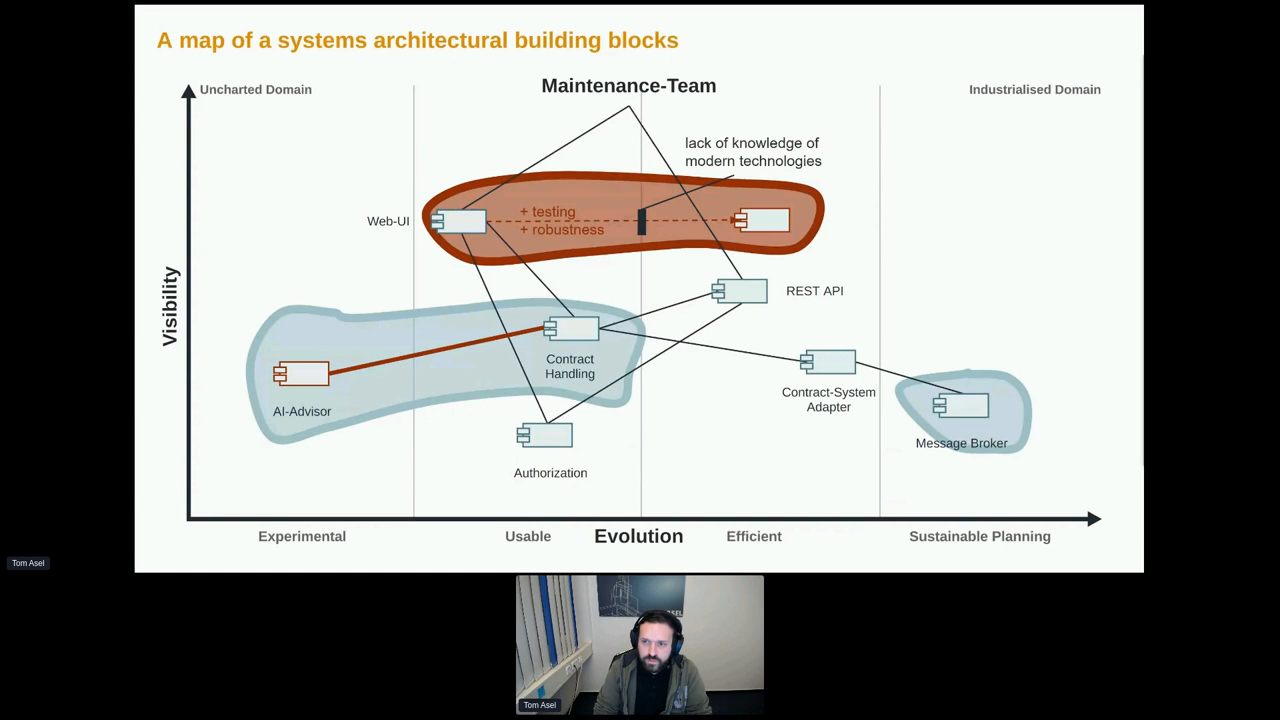 A map of a systems architectural building blocks
Uncharted Domain
Maintenance-Team
Industrialised Domain
lack of knowledge of
modern technologies
Web-UI
+ testing
+ robustness
REST API
Visibility
Contract
Handling
AI-Advisor
Contract-System
Adapter
Message Broker
Authorization
Experimental
Usable
Evolution
Efficient
Sustainable Planning
Tom Asel
Tom Asel